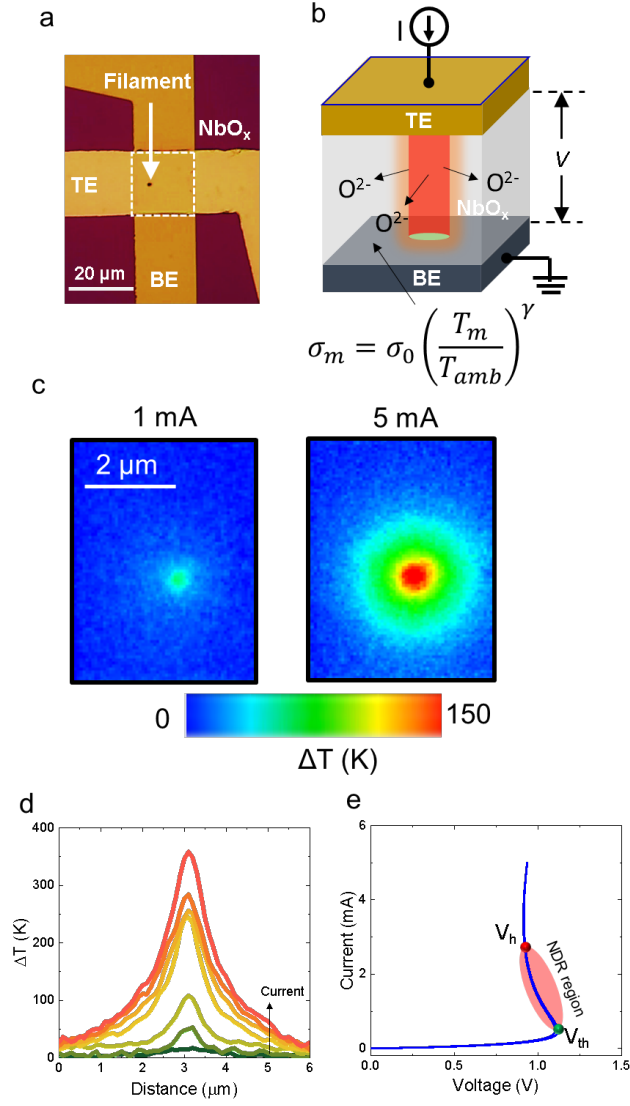 a
Filament
NbOₓ
TE
20 µm
BE
b
I
TE
V
O²⁻
O²⁻
O²⁻
NbOₓ
BE
σₘ = σ₀ (Tₘ / T_amb)^γ
c
1 mA
5 mA
2 µm
0
150
ΔT (K)
d
400
300
200
100
0
ΔT (K)
Current
0 1 2 3 4 5 6
Distance (µm)
e
6
4
2
0
Current (mA)
V_h
NDR region
V_th
0.0 0.5 1.0 1.5
Voltage (V)